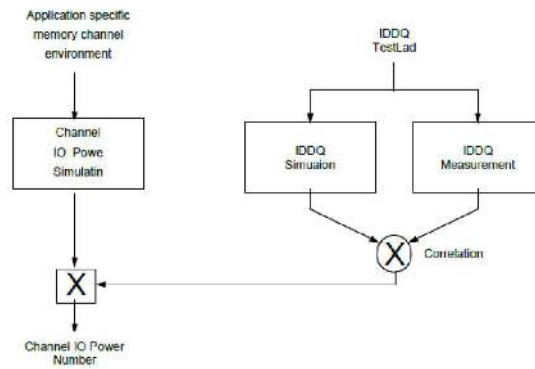 Application specific
memory channel
environment
IDDQ
TestLad
Channel
IO Powe
Simulatin
IDDQ
Simuaion
IDDQ
Measurement
X
Correlation
X
Channel IO Power
Number